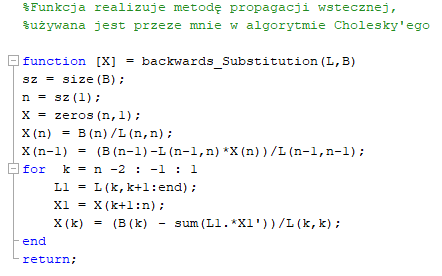 %Funkcja realizuje metodę propagacji wstecznej,
%używana jest przeze mnie w algorytmie Cholesky'ego
function [X] = backwards_Substitution(L,B)
sz = size(B);
n = sz(1);
X = zeros(n,1);
X(n) = B(n)/L(n,n);
X(n-1) = (B(n-1)-L(n-1,n)*X(n))/L(n-1,n-1);
for  k = n -2 : -1 : 1
    L1 = L(k,k+1:end);
    X1 = X(k+1:n);
    X(k) = (B(k) - sum(L1.*X1'))/L(k,k);
end
return;